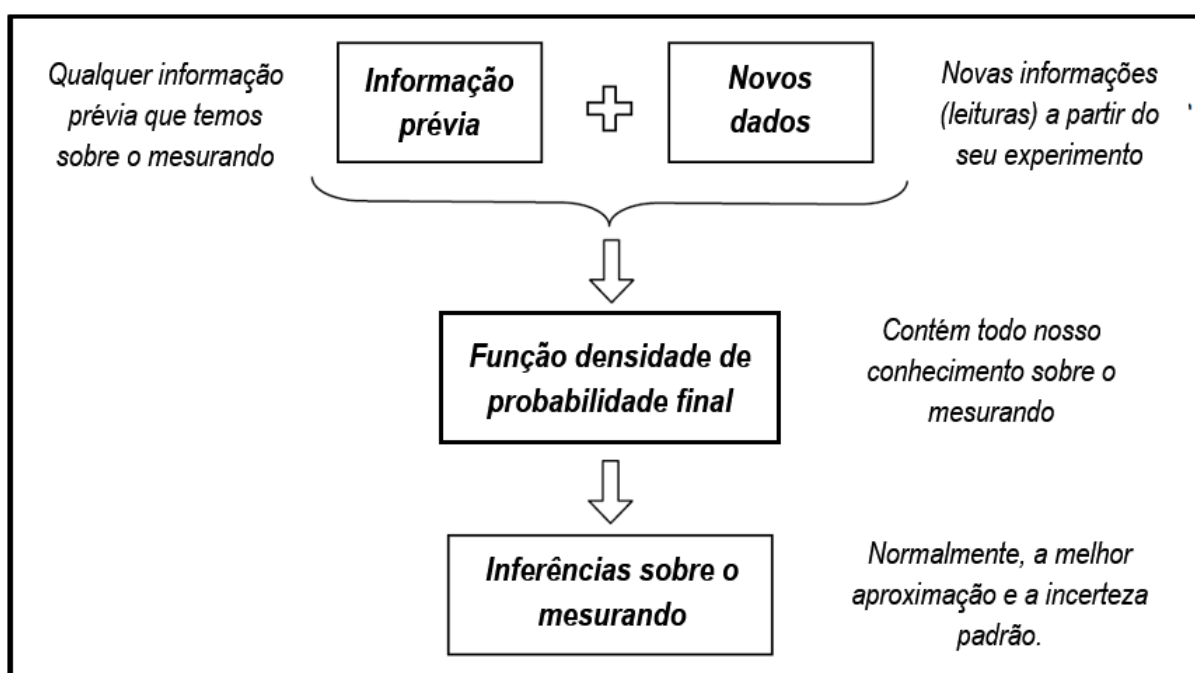 Qualquer informação
prévia que temos
sobre o mesurando
Informação
prévia
Novos
dados
Novas informações
(leituras) a partir do
seu experimento
Função densidade de
probabilidade final
Contém todo nosso
conhecimento sobre o
mesurando
Inferências sobre o
mesurando
Normalmente, a melhor
aproximação e a incerteza
padrão.